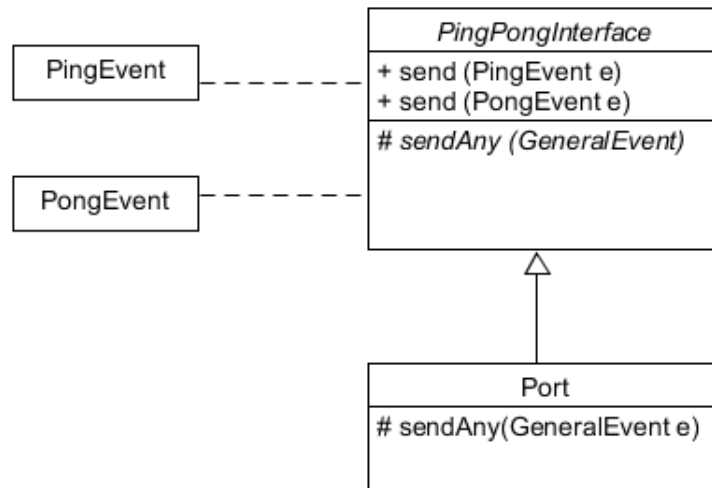 PingPongInterface
PingEvent
+ send (PingEvent e)
+ send (PongEvent e)
# sendAny (GeneralEvent)
PongEvent
Port
# sendAny(GeneralEvent e)